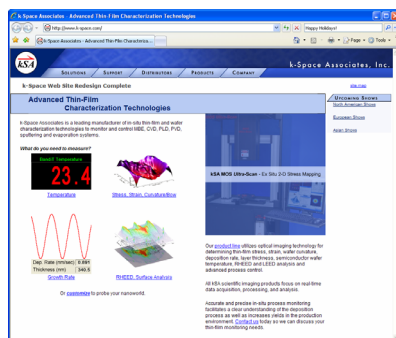 k-Space Associates - Advanced Thin-Film Characterization Technologies
http://www.k-space.com/
Happy Holidays!
k-Space Associates - Advanced Thin-Film Characteriza...
Page
Tools
kSA
k-Space Associates, Inc.
SOLUTIONS
SUPPORT
DISTRIBUTORS
PRODUCTS
COMPANY
k-Space Web Site Redesign Complete
site map
Advanced Thin-Film
Characterization Technologies
UPCOMING SHOWS
North American Shows
European Shows
Asian Shows
k-Space Associates is a leading manufacturer of in-situ thin-film and wafer
characterization technologies to monitor and control MBE, CVD, PLD, PVD,
sputtering and evaporation systems.
What do you need to measure?
BandiT Temperature
23.4
Temperature
Stress, Strain, Curvature/Bow
kSA MOS Ultra-Scan - Ex Situ 2-D Stress Mapping
Dep. Rate (nm/sec)
Thickness (nm)
Growth Rate
RHEED, Surface Analysis
Or customize to probe your nanoworld.
Our product line utilizes optical imaging technology for
determining thin-film stress, strain, wafer curvature,
deposition rate, layer thickness, semiconductor wafer
temperature, RHEED and LEED analysis and
advanced process control.
All kSA scientific imaging products focus on real-time
data acquisition, processing, and analysis.
Accurate and precise in-situ process monitoring
facilitates a clear understanding of the deposition
process as well as increases yields in the production
environment. Contact us today so we can discuss your
thin-film monitoring needs.